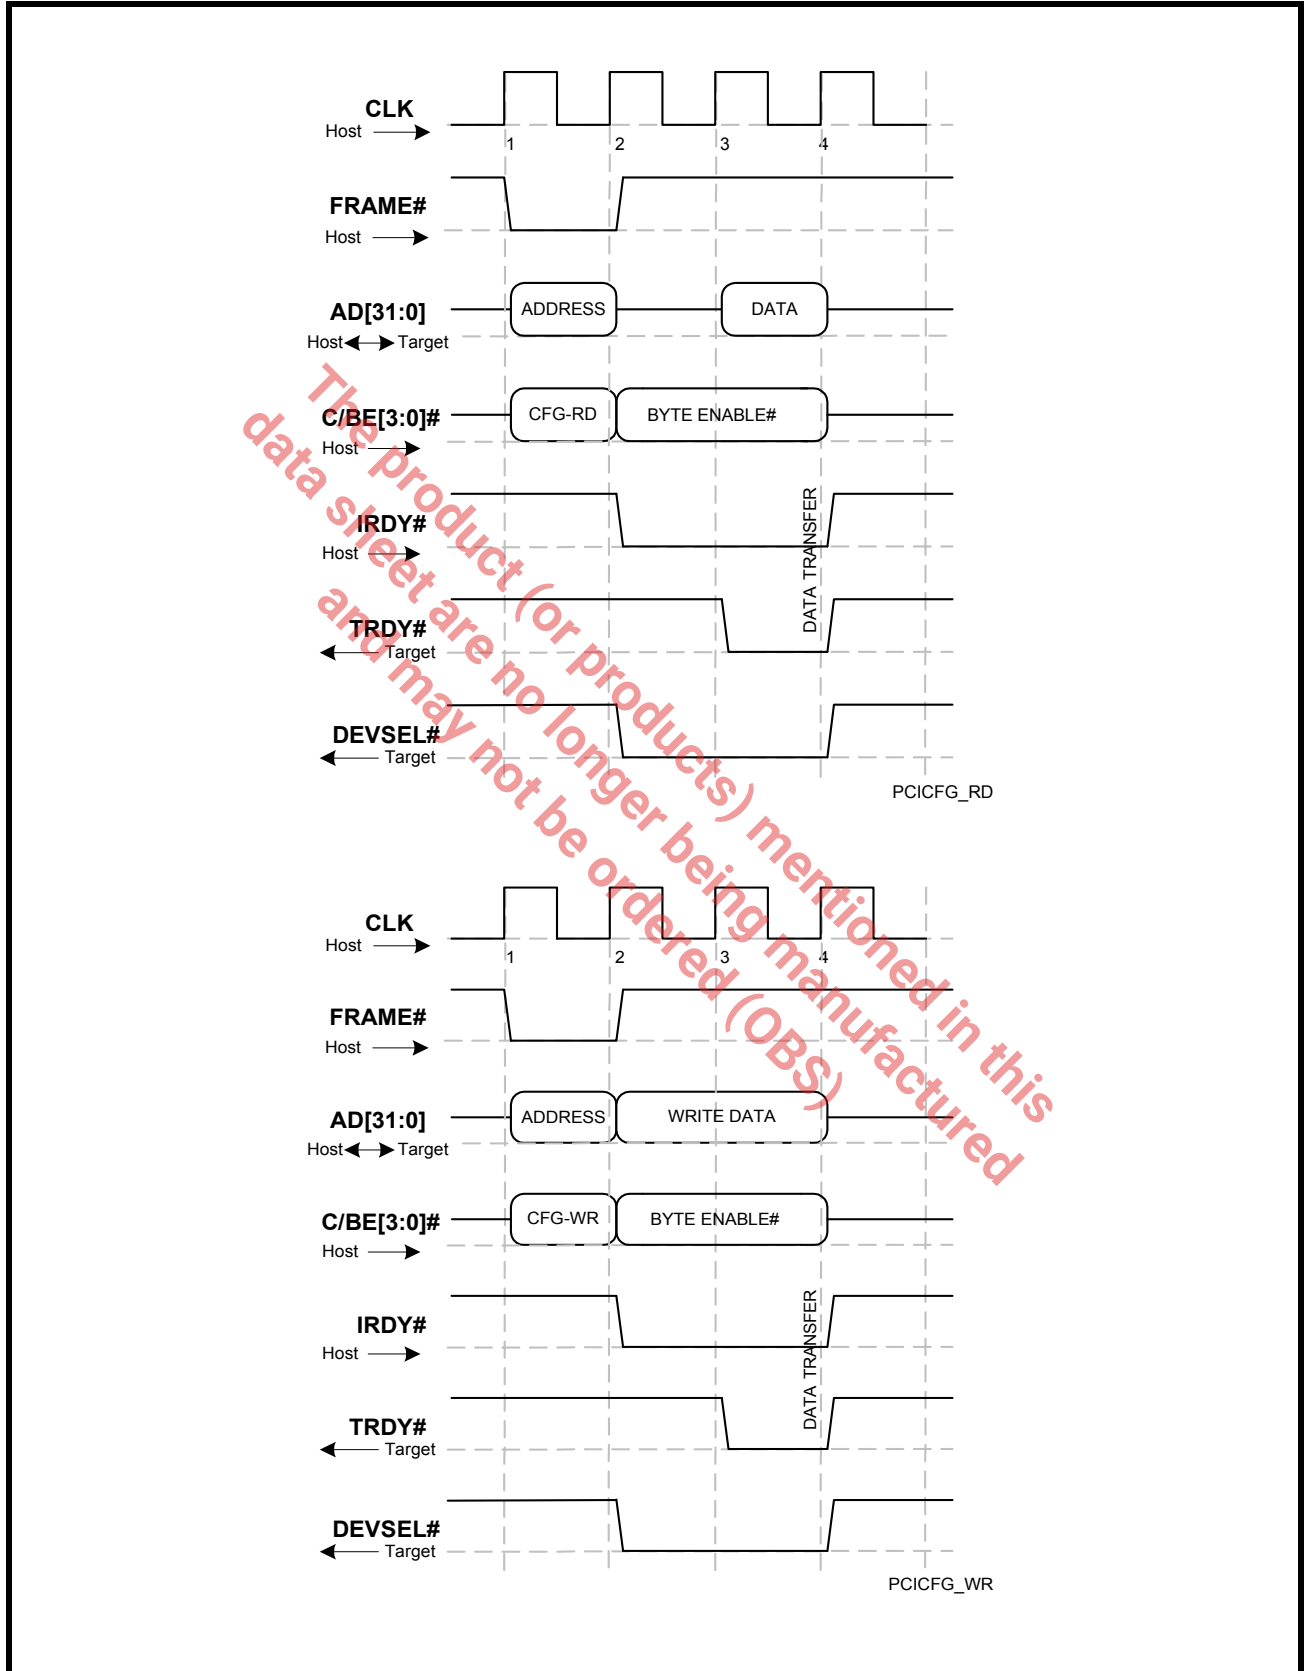 CLK
Host
1 2 3 4
FRAME#
Host
AD[31:0]
ADDRESS DATA
Host Target
C/BE[3:0]#
CFG-RD BYTE ENABLE#
Host
IRDY#
Host
DATA TRANSFER
TRDY#
Target
DEVSEL#
Target
PCICFG_RD
The product (or products) mentioned in this
data sheet are no longer being manufactured
and may not be ordered (OBS)
CLK
Host
1 2 3 4
FRAME#
Host
AD[31:0]
ADDRESS WRITE DATA
Host Target
C/BE[3:0]#
CFG-WR BYTE ENABLE#
Host
IRDY#
Host
DATA TRANSFER
TRDY#
Target
DEVSEL#
Target
PCICFG_WR